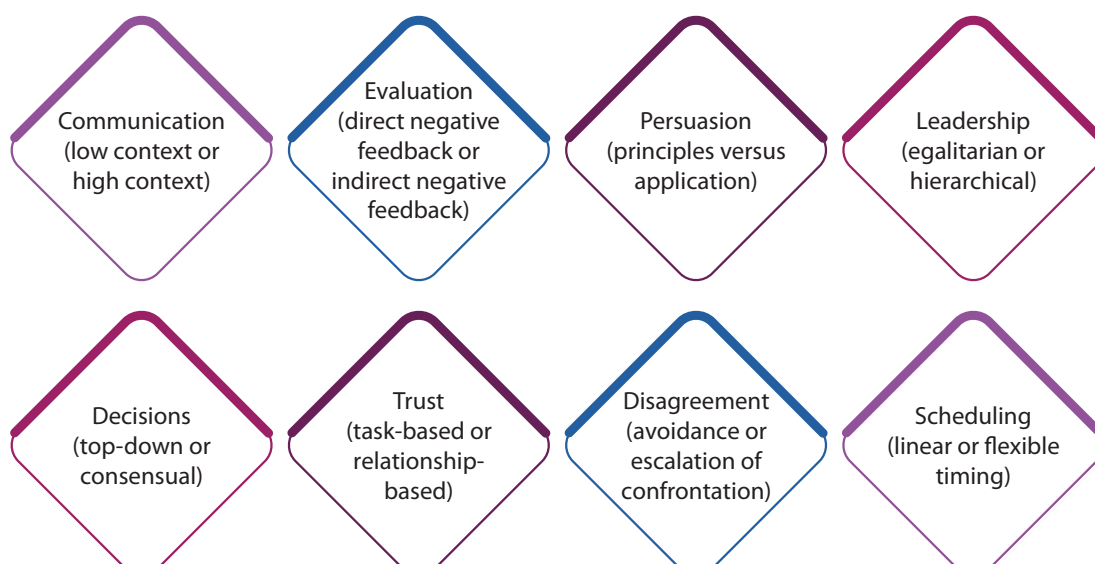 Communication
(low context or
high context)
Evaluation
(direct negative
feedback or
indirect negative
feedback)
Persuasion
(principles versus
application)
Leadership
(egalitarian or
hierarchical)
Decisions
(top-down or
consensual)
Trust
(task-based or
relationship-
based)
Disagreement
(avoidance or
escalation of
confrontation)
Scheduling
(linear or flexible
timing)